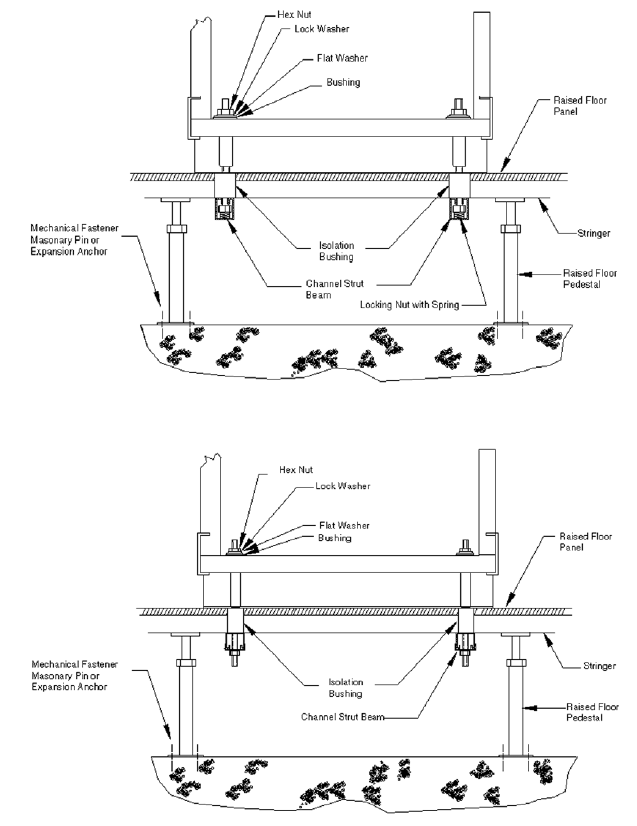 Hex Nut
Lock Washer
Flat Washer
Bushing
Raised Floor
Panel
Mechanical Fastener
Masonary Pin or
Expansion Anchor
Stringer
Isolation
Bushing
Raised Floor
Pedestal
Channel Strut
Beam
Locking Nut with Spring
Hex Nut
Lock Washer
Flat Washer
Bushing
Raised Floor
Panel
Mechanical Fastener
Masonary Pin or
Expansion Anchor
Stringer
Isolation
Bushing
Raised Floor
Pedestal
Channel Strut Beam